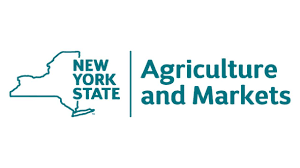 NEW
YORK
STATE
Agriculture
and Markets